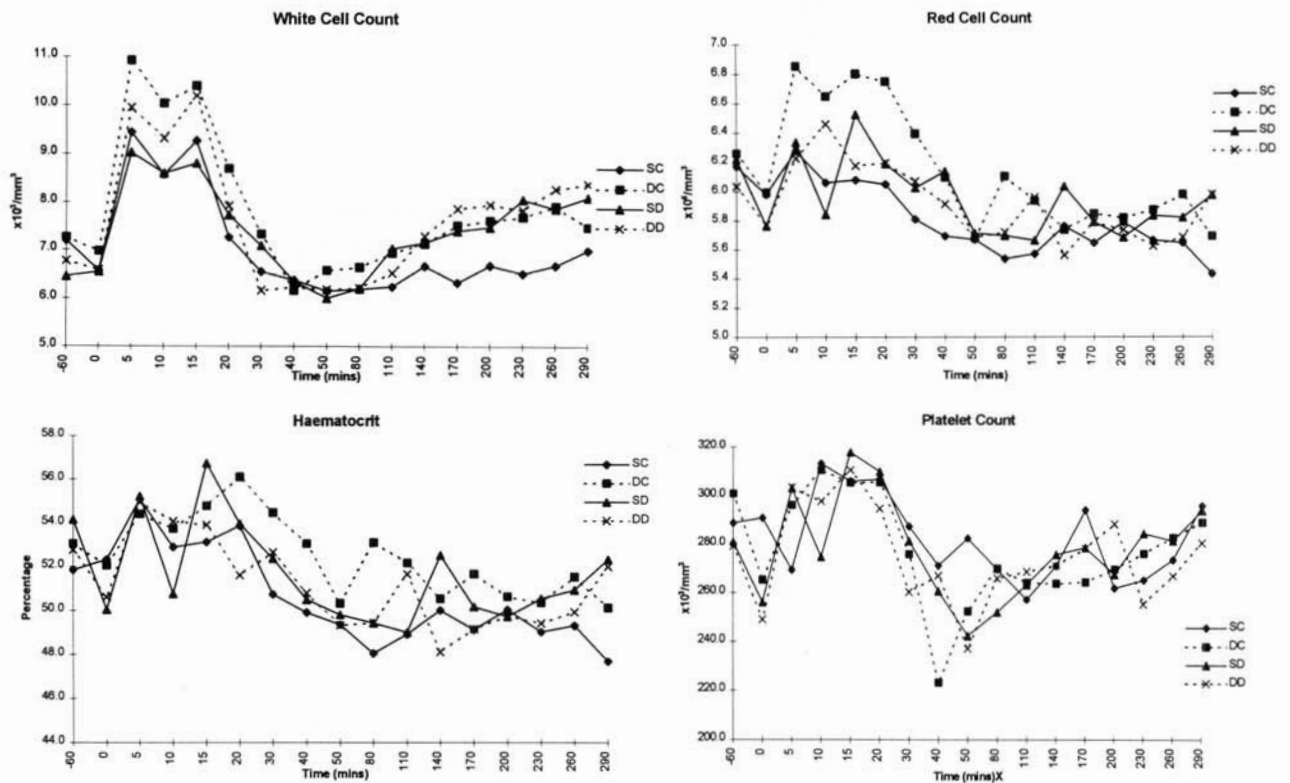 White Cell Count
11.0
10.0
9.0
8.0
7.0
6.0
5.0
x10³/mm³
-60 0 5 10 15 20 30 40 50 80 110 140 170 200 230 260 290
Time (mins)
SC
DC
SD
DD
Red Cell Count
7.0
6.8
6.6
6.4
6.2
6.0
5.8
5.6
5.4
5.2
5.0
x10⁶/mm³
-60 0 5 10 15 20 30 40 50 80 110 140 170 200 230 260 290
Time (mins)
SC
DC
SD
DD
Haematocrit
58.0
56.0
54.0
52.0
50.0
48.0
46.0
44.0
Percentage
-60 0 5 10 15 20 30 40 50 80 110 140 170 200 230 260 290
Time (mins)
SC
DC
SD
DD
Platelet Count
320.0
300.0
280.0
260.0
240.0
220.0
200.0
x10³/mm³
-60 0 5 10 15 20 30 40 50 80 110 140 170 200 230 260 290
Time (mins)X
SC
DC
SD
DD